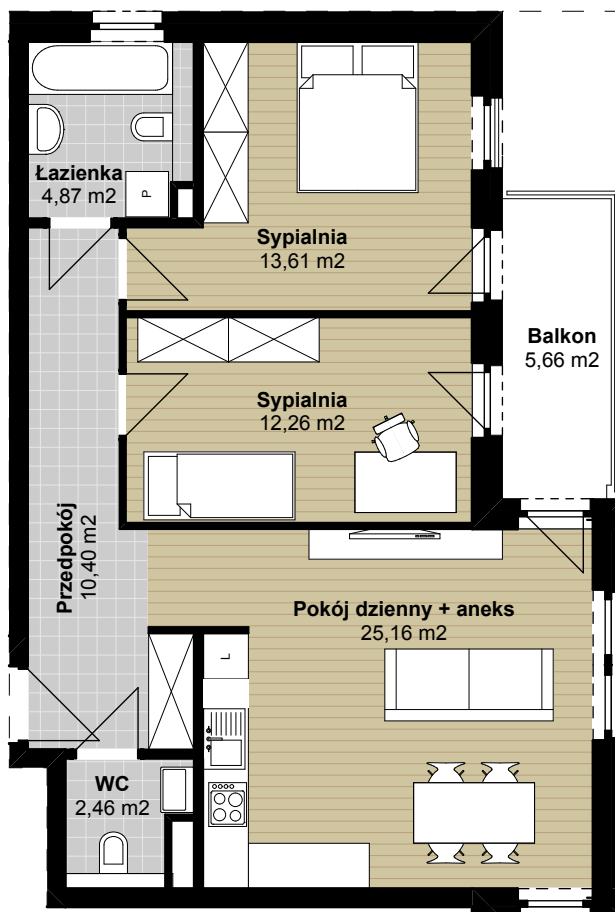 Łazienka
4,87 m2
P
Sypialnia
13,61 m2
Balkon
5,66 m2
Sypialnia
12,26 m2
Przedpokój
10,40 m2
Pokój dzienny + aneks
25,16 m2
L
WC
2,46 m2